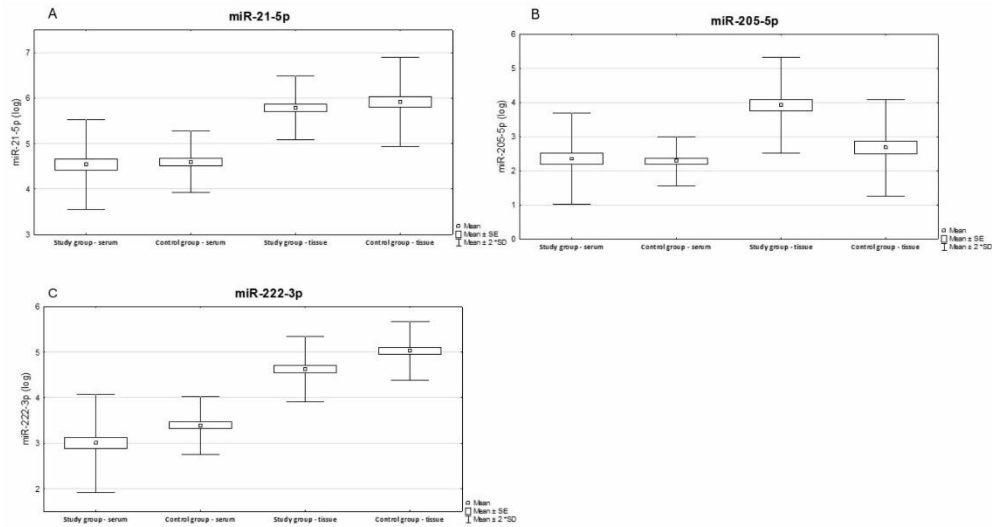 A
miR-21-5p
miR-21-5p (log)
7
6
5
4
3
Study group - serum
Control group - serum
Study group - tissue
Control group - tissue
Mean
Mean ± SE
Mean ± 2 *SD
B
miR-205-5p
miR-205-5p (log)
6
5
4
3
2
1
0
Study group - serum
Control group - serum
Study group - tissue
Control group - tissue
Mean
Mean ± SE
Mean ± 2 *SD
C
miR-222-3p
miR-222-3p (log)
6
5
4
3
2
Study group - serum
Control group - serum
Study group - tissue
Control group - tissue
Mean
Mean ± SE
Mean ± 2 *SD